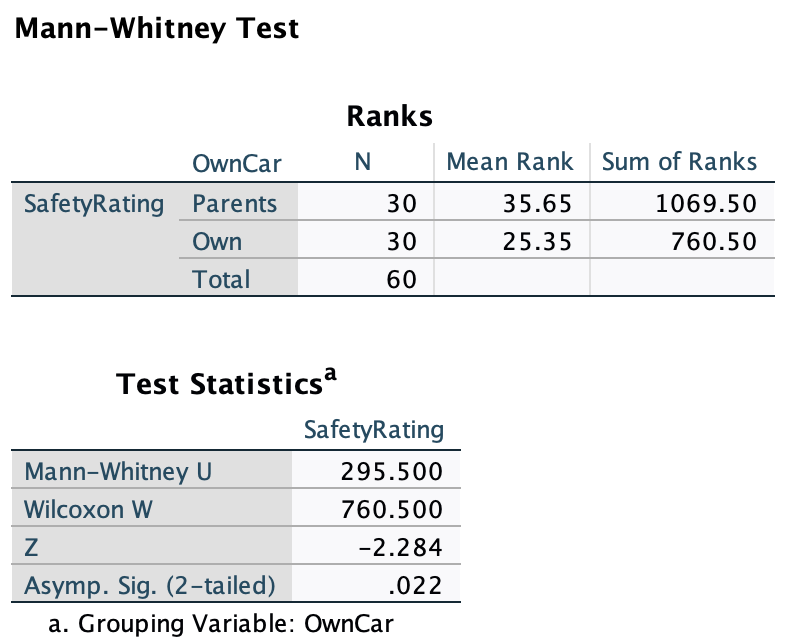 Mann-Whitney Test
Ranks
OwnCar N Mean Rank Sum of Ranks
SafetyRating Parents 30 35.65 1069.50
Own 30 25.35 760.50
Total 60
Test Statisticsa
SafetyRating
Mann-Whitney U 295.500
Wilcoxon W 760.500
Z -2.284
Asymp. Sig. (2-tailed) .022
a. Grouping Variable: OwnCar